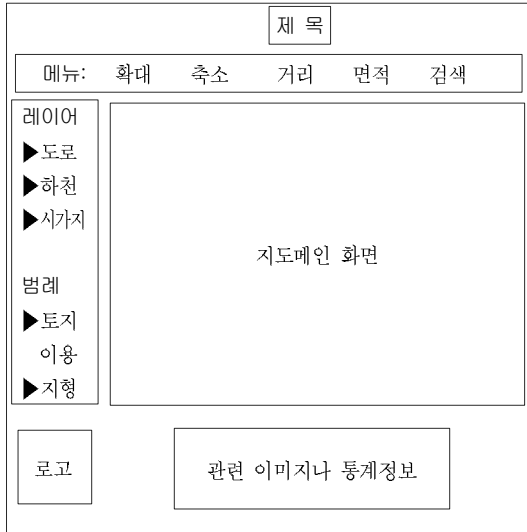 제 목
메뉴: 확대 축소 거리 면적 검색
레이어
▶도로
▶하천
▶시가지
범례
▶토지
이용
▶지형
지도메인 화면
로고
관련 이미지나 통계정보